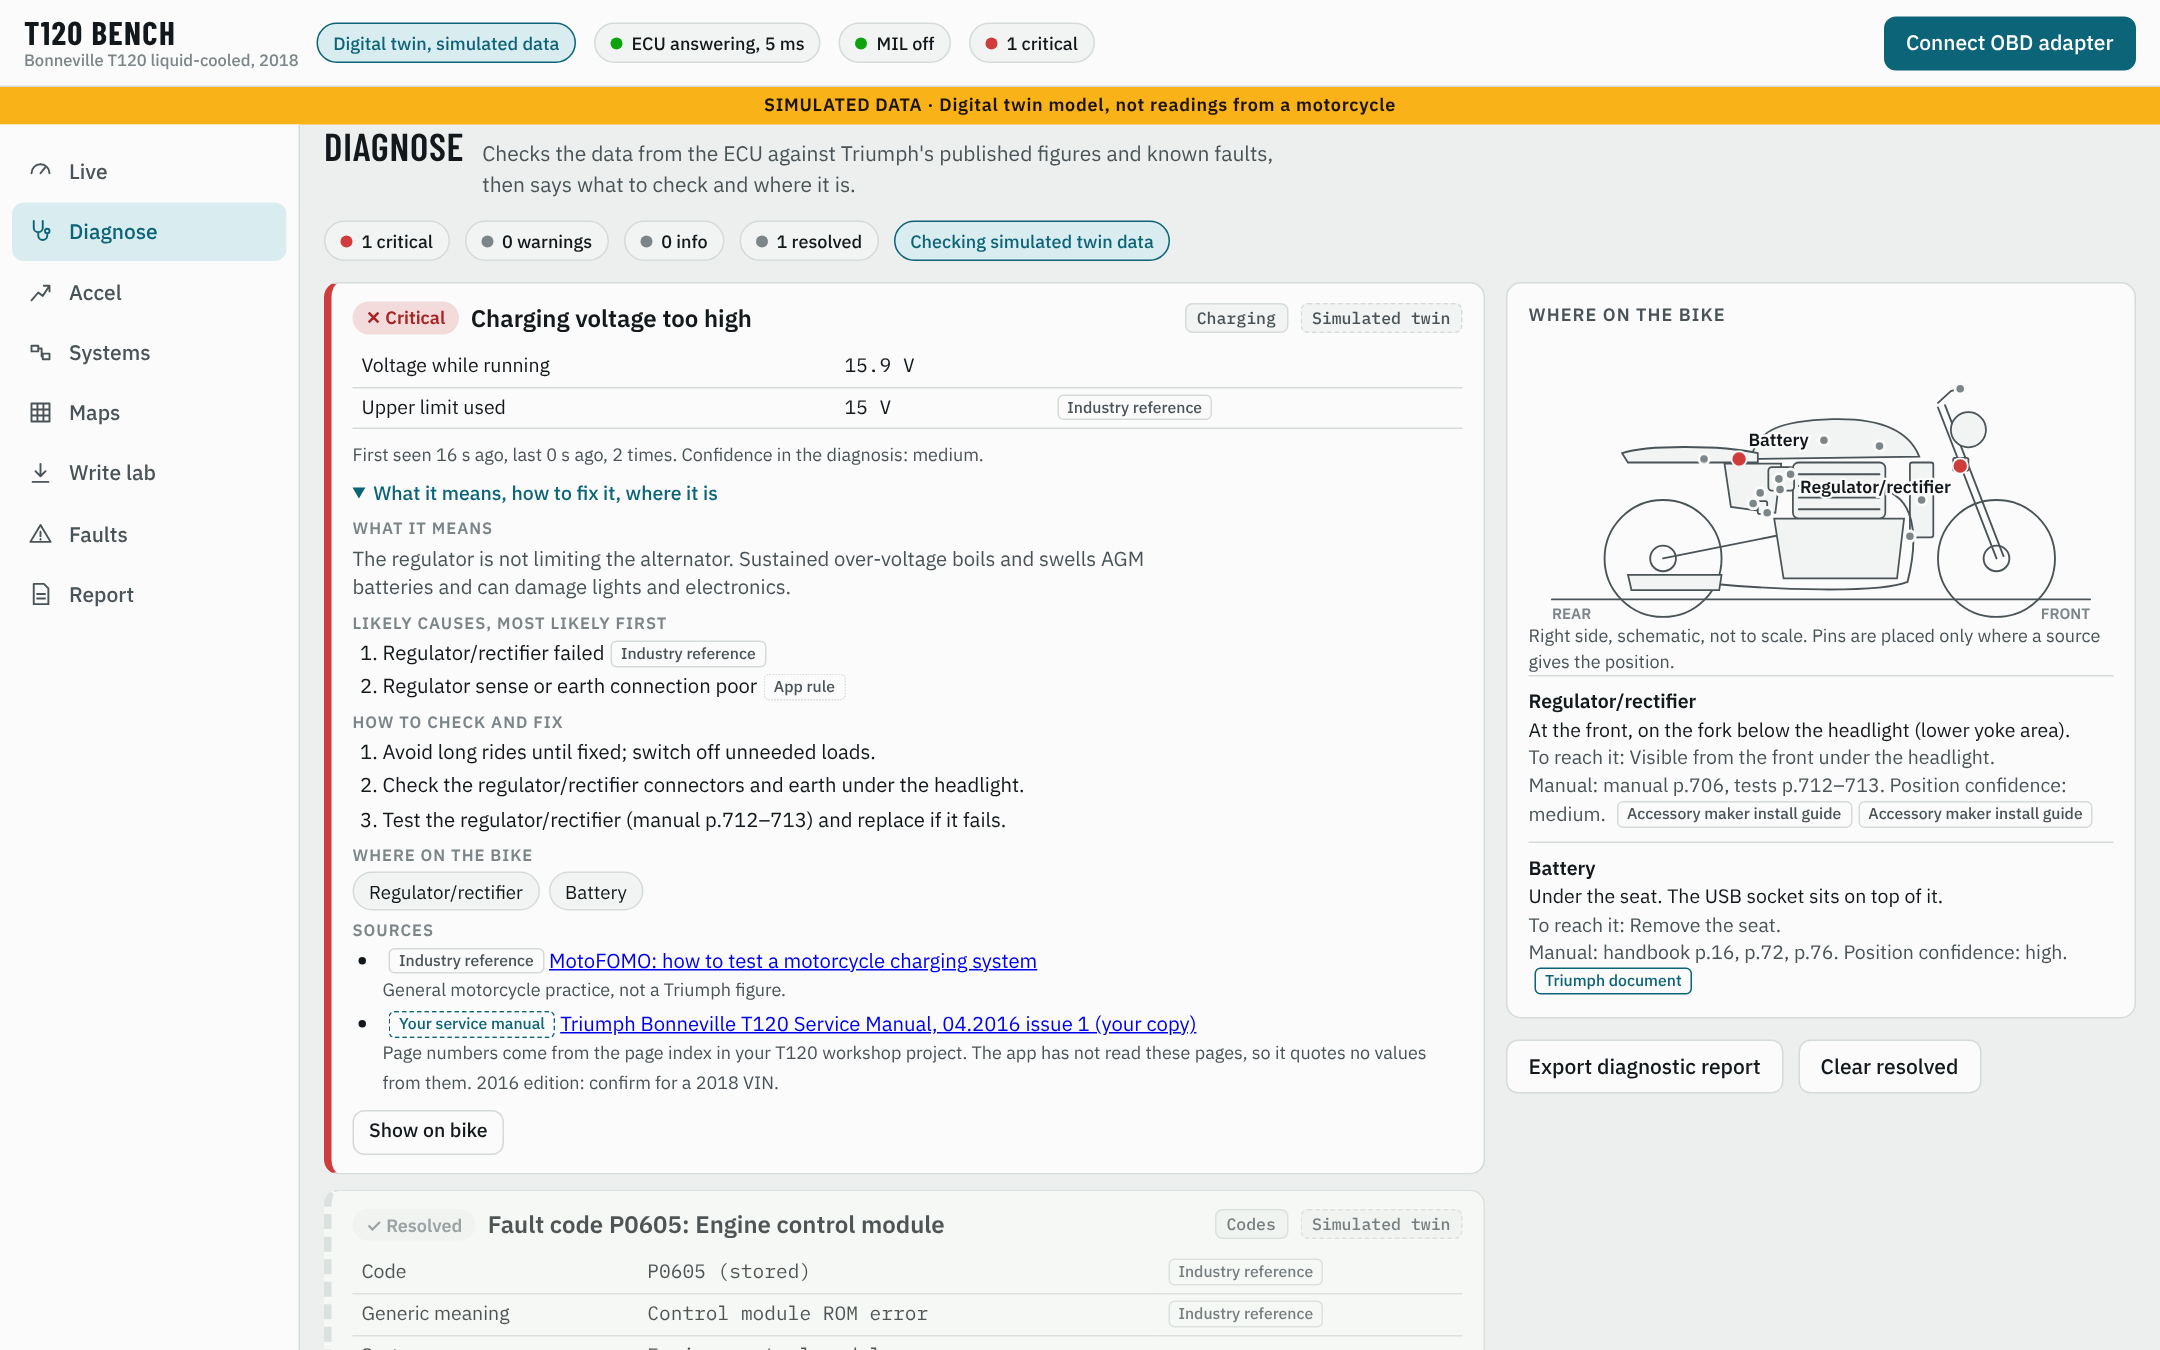 T120 BENCH
Bonneville T120 liquid-cooled, 2018
Digital twin, simulated data
ECU answering, 5 ms
MIL off
1 critical
Connect OBD adapter
SIMULATED DATA · Digital twin model, not readings from a motorcycle
Live
Diagnose
Accel
Systems
Maps
Write lab
Faults
Report
DIAGNOSE
Checks the data from the ECU against Triumph's published figures and known faults,
then says what to check and where it is.
1 critical
0 warnings
0 info
1 resolved
Checking simulated twin data
✕ Critical
Charging voltage too high
Charging
Simulated twin
Voltage while running 15.9 V
Upper limit used 15 V Industry reference
First seen 16 s ago, last 0 s ago, 2 times. Confidence in the diagnosis: medium.
▼ What it means, how to fix it, where it is
WHAT IT MEANS
The regulator is not limiting the alternator. Sustained over-voltage boils and swells AGM
batteries and can damage lights and electronics.
LIKELY CAUSES, MOST LIKELY FIRST
1. Regulator/rectifier failed Industry reference
2. Regulator sense or earth connection poor App rule
HOW TO CHECK AND FIX
1. Avoid long rides until fixed; switch off unneeded loads.
2. Check the regulator/rectifier connectors and earth under the headlight.
3. Test the regulator/rectifier (manual p.712–713) and replace if it fails.
WHERE ON THE BIKE
Regulator/rectifier
Battery
SOURCES
• Industry reference MotoFOMO: how to test a motorcycle charging system
General motorcycle practice, not a Triumph figure.
• Your service manual Triumph Bonneville T120 Service Manual, 04.2016 issue 1 (your copy)
Page numbers come from the page index in your T120 workshop project. The app has not read these pages, so it quotes no values
from them. 2016 edition: confirm for a 2018 VIN.
Show on bike
✓ Resolved
Fault code P0605: Engine control module
Codes
Simulated twin
Code P0605 (stored) Industry reference
Generic meaning Control module ROM error Industry reference
WHERE ON THE BIKE
Battery
Regulator/rectifier
REAR
FRONT
Right side, schematic, not to scale. Pins are placed only where a source
gives the position.
Regulator/rectifier
At the front, on the fork below the headlight (lower yoke area).
To reach it: Visible from the front under the headlight.
Manual: manual p.706, tests p.712–713. Position confidence:
medium. Accessory maker install guide Accessory maker install guide
Battery
Under the seat. The USB socket sits on top of it.
To reach it: Remove the seat.
Manual: handbook p.16, p.72, p.76. Position confidence: high.
Triumph document
Export diagnostic report
Clear resolved